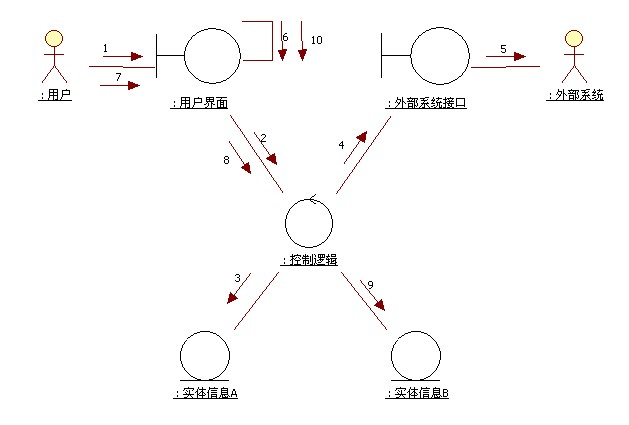 1
7
6
10
5
: 用户
: 用户界面
: 外部系统接口
: 外部系统
8
2
4
: 控制逻辑
3
9
: 实体信息A
: 实体信息B